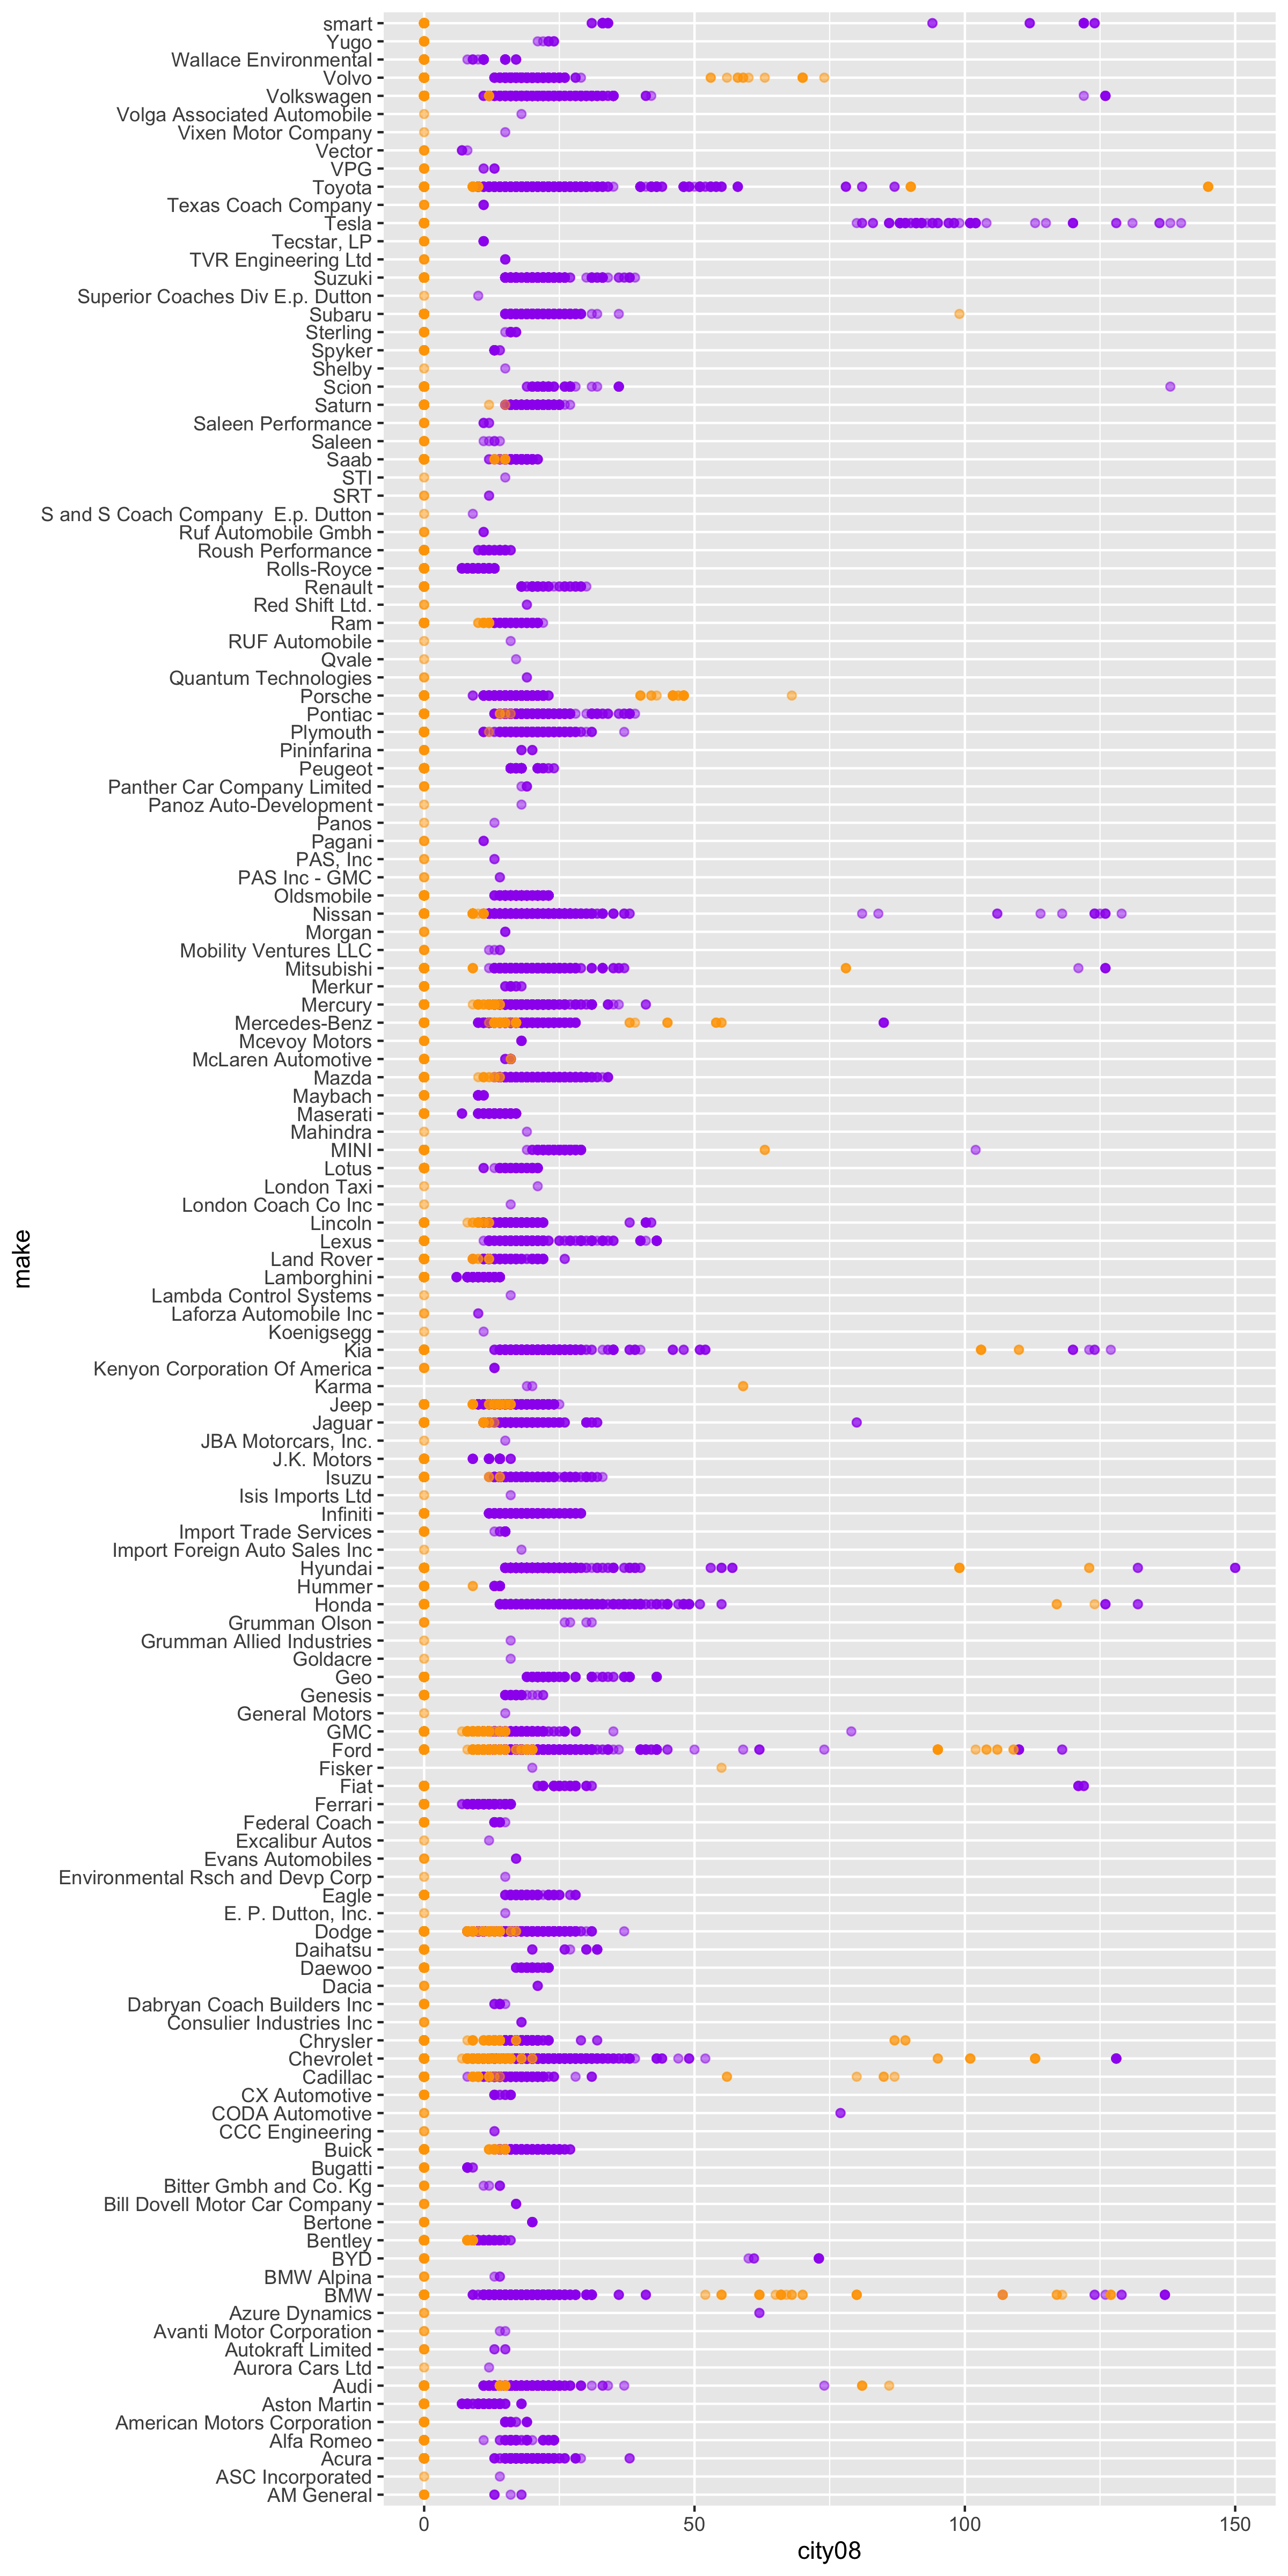 smart
Yugo
Wallace Environmental
Volvo
Volkswagen
Volga Associated Automobile
Vixen Motor Company
Vector
VPG
Toyota
Texas Coach Company
Tesla
Tecstar, LP
TVR Engineering Ltd
Suzuki
Superior Coaches Div E.p. Dutton
Subaru
Sterling
Spyker
Shelby
Scion
Saturn
Saleen Performance
Saleen
Saab
STI
SRT
S and S Coach Company  E.p. Dutton
Ruf Automobile Gmbh
Roush Performance
Rolls-Royce
Renault
Red Shift Ltd.
Ram
RUF Automobile
Qvale
Quantum Technologies
Porsche
Pontiac
Plymouth
Pininfarina
Peugeot
Panther Car Company Limited
Panoz Auto-Development
Panos
Pagani
PAS, Inc
PAS Inc - GMC
Oldsmobile
Nissan
Morgan
Mobility Ventures LLC
Mitsubishi
Merkur
Mercury
Mercedes-Benz
Mcevoy Motors
McLaren Automotive
Mazda
Maybach
Maserati
Mahindra
MINI
Lotus
London Taxi
London Coach Co Inc
Lincoln
Lexus
Land Rover
Lamborghini
Lambda Control Systems
Laforza Automobile Inc
Koenigsegg
Kia
Kenyon Corporation Of America
Karma
Jeep
Jaguar
JBA Motorcars, Inc.
J.K. Motors
Isuzu
Isis Imports Ltd
Infiniti
Import Trade Services
Import Foreign Auto Sales Inc
Hyundai
Hummer
Honda
Grumman Olson
Grumman Allied Industries
Goldacre
Geo
Genesis
General Motors
GMC
Ford
Fisker
Fiat
Ferrari
Federal Coach
Excalibur Autos
Evans Automobiles
Environmental Rsch and Devp Corp
Eagle
E. P. Dutton, Inc.
Dodge
Daihatsu
Daewoo
Dacia
Dabryan Coach Builders Inc
Consulier Industries Inc
Chrysler
Chevrolet
Cadillac
CX Automotive
CODA Automotive
CCC Engineering
Buick
Bugatti
Bitter Gmbh and Co. Kg
Bill Dovell Motor Car Company
Bertone
Bentley
BYD
BMW Alpina
BMW
Azure Dynamics
Avanti Motor Corporation
Autokraft Limited
Aurora Cars Ltd
Audi
Aston Martin
American Motors Corporation
Alfa Romeo
Acura
ASC Incorporated
AM General
make
0 50 100 150
city08